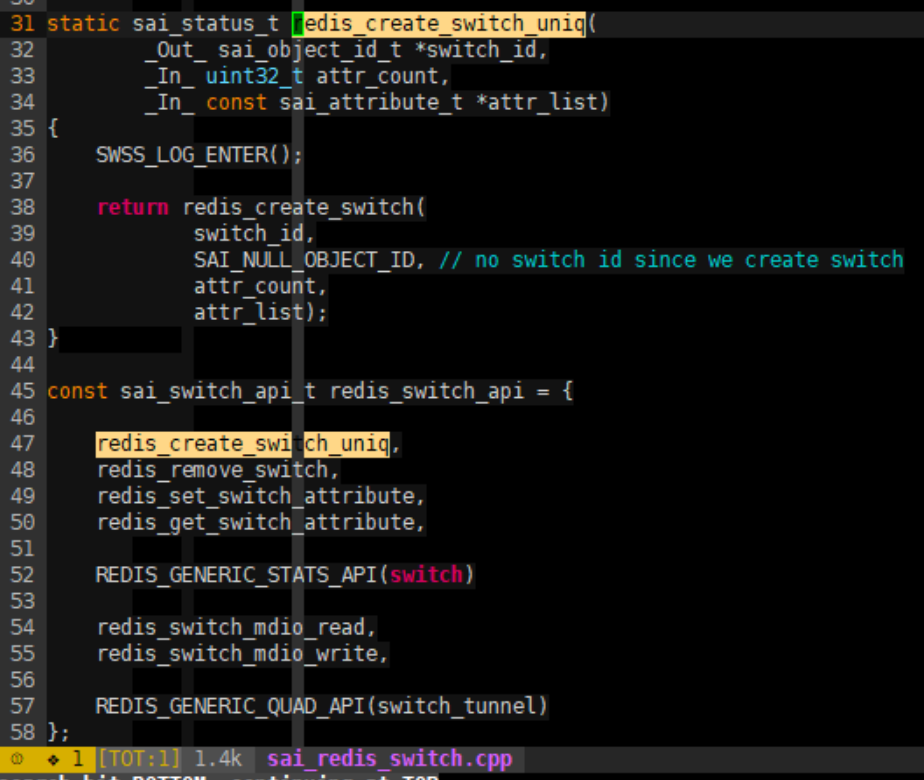 31 static sai_status_t redis_create_switch_uniq(
32         _Out_ sai_object_id_t *switch_id,
33         _In_ uint32_t attr_count,
34         _In_ const sai_attribute_t *attr_list)
35 {
36     SWSS_LOG_ENTER();
37
38     return redis_create_switch(
39             switch_id,
40             SAI_NULL_OBJECT_ID, // no switch id since we create switch
41             attr_count,
42             attr_list);
43 }
44
45 const sai_switch_api_t redis_switch_api = {
46
47     redis_create_switch_uniq,
48     redis_remove_switch,
49     redis_set_switch_attribute,
50     redis_get_switch_attribute,
51
52     REDIS_GENERIC_STATS_API(switch)
53
54     redis_switch_mdio_read,
55     redis_switch_mdio_write,
56
57     REDIS_GENERIC_QUAD_API(switch_tunnel)
58 };
❖ 1 [TOT:1] 1.4k sai_redis_switch.cpp